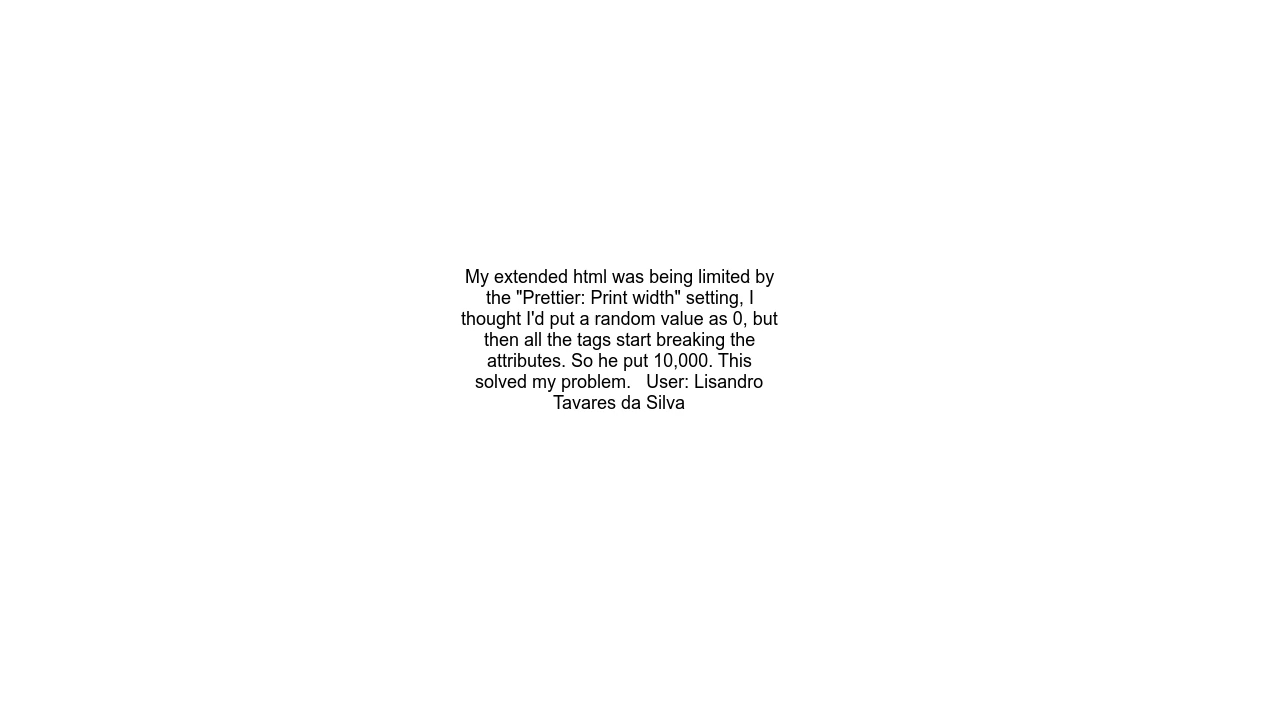 My extended html was being limited by
the "Prettier: Print width" setting, I
thought I'd put a random value as 0, but
then all the tags start breaking the
attributes. So he put 10,000. This
solved my problem.   User: Lisandro
Tavares da Silva